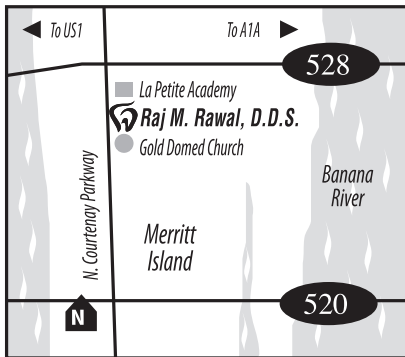 To US1
To A1A
528
La Petite Academy
Raj M. Rawal, D.D.S.
Gold Domed Church
N. Courtenay Parkway
Banana
River
Merritt
Island
520
N